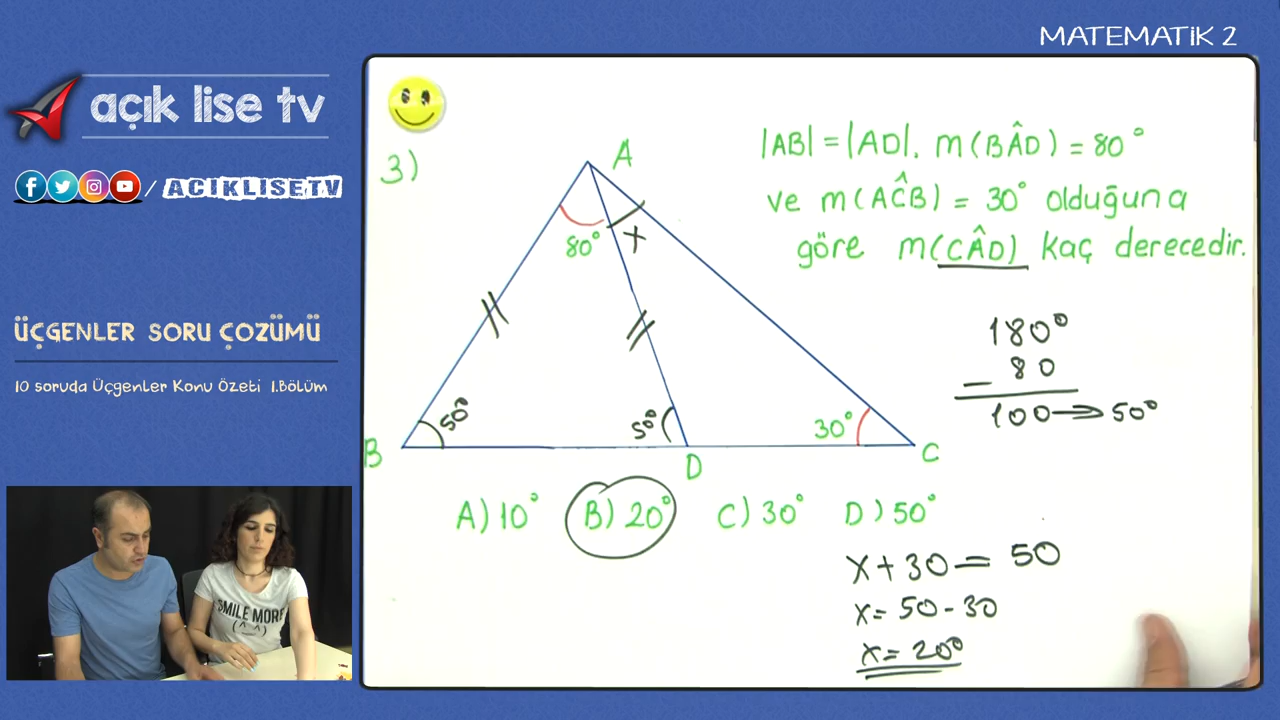 MATEMATİK 2
açık lise tv
/ ACIKLISETV
ÜÇGENLER SORU ÇÖZÜMÜ
10 soruda Üçgenler Konu Özeti 1.Bölüm
SMILE MORE
(^ ^)
3)
|AB| = |AD|, m(BÂD) = 80°
ve m(AĈB) = 30° olduğuna
göre m(CÂD) kaç derecedir.
A
80°
x
50°
50°
30°
B
D
C
180°
80
—
100 → 50°
A) 10° B) 20° C) 30° D) 50°
x + 30 = 50
x = 50 - 30
x = 20°